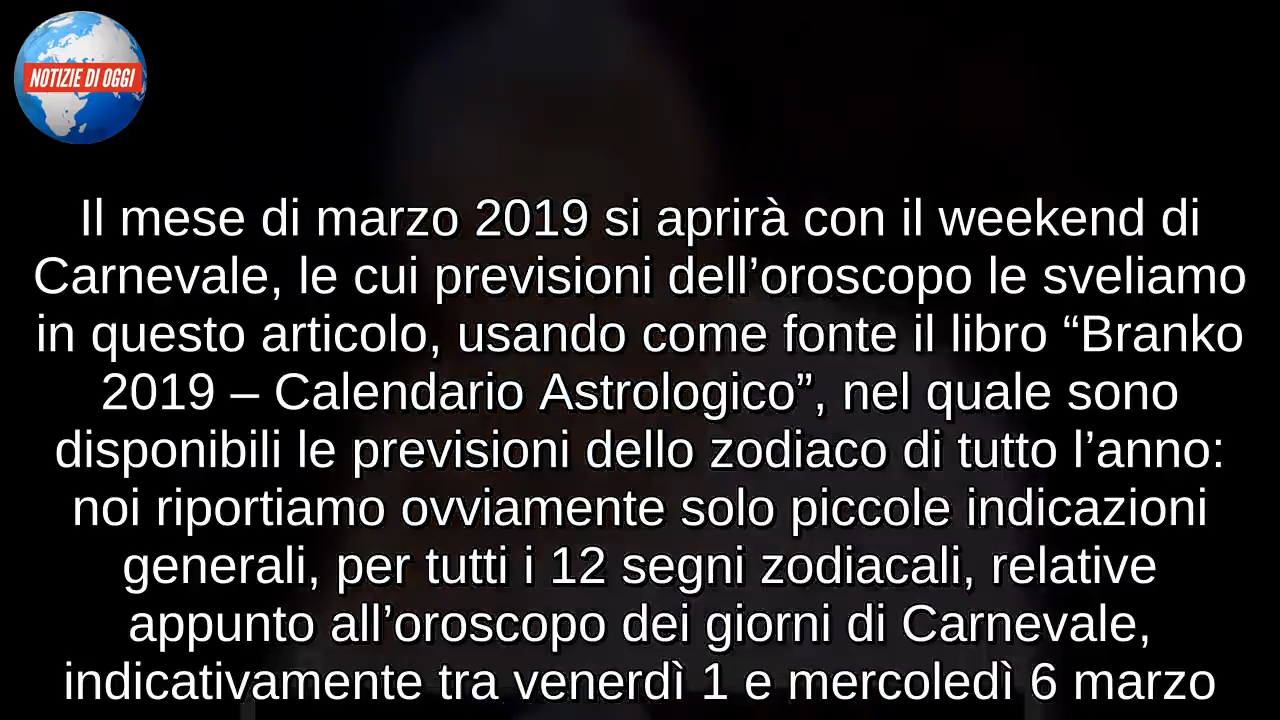 NOTIZIE DI OGGI
Il mese di marzo 2019 si aprirà con il weekend di
Carnevale, le cui previsioni dell’oroscopo le sveliamo
in questo articolo, usando come fonte il libro “Branko
2019 – Calendario Astrologico”, nel quale sono
disponibili le previsioni dello zodiaco di tutto l’anno:
noi riportiamo ovviamente solo piccole indicazioni
generali, per tutti i 12 segni zodiacali, relative
appunto all’oroscopo dei giorni di Carnevale,
indicativamente tra venerdì 1 e mercoledì 6 marzo